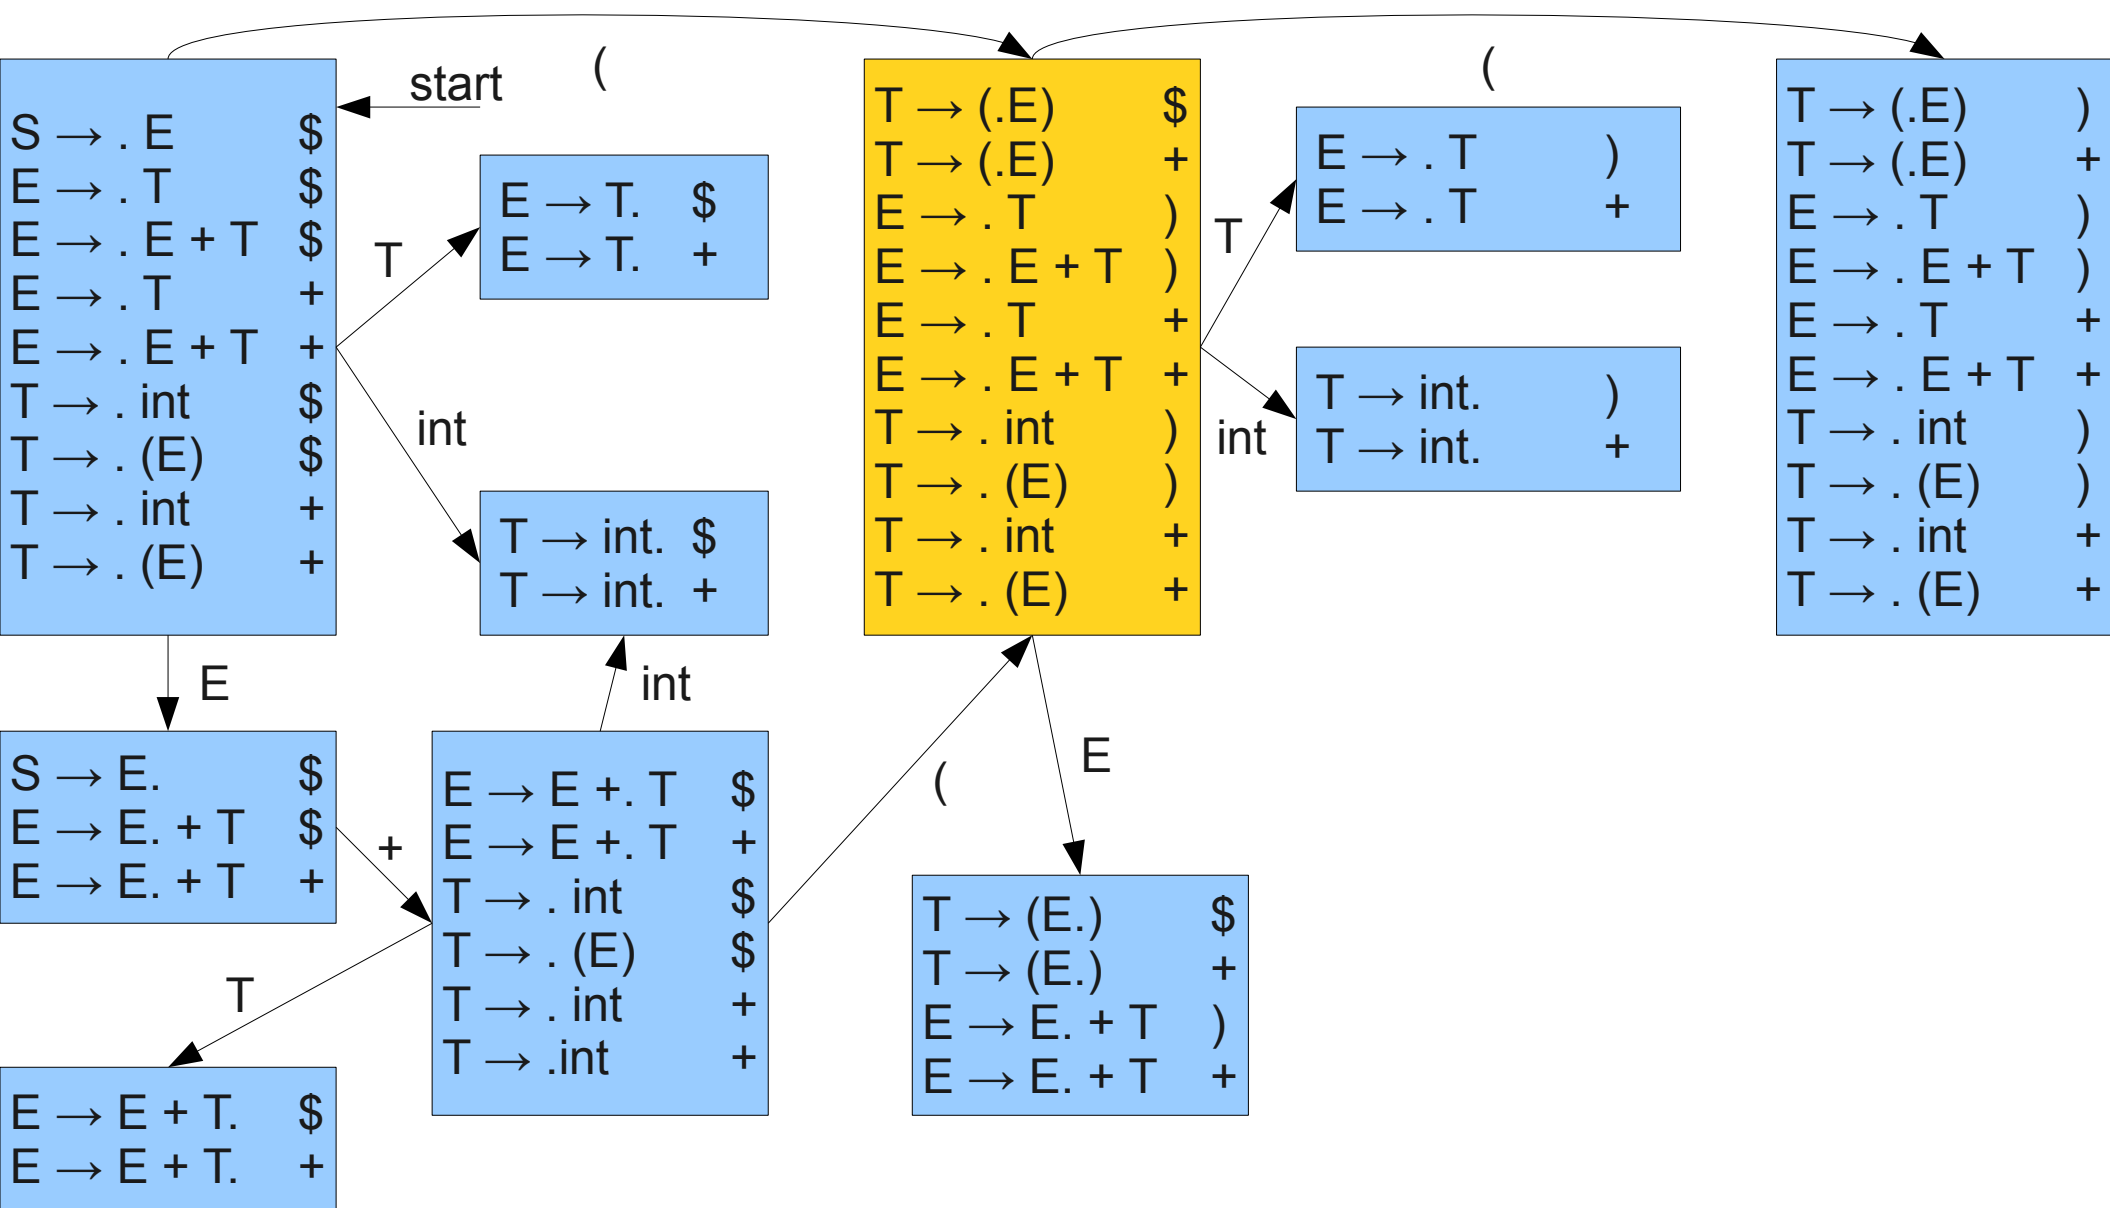 start
(
(
S → . E $
E → . T $
E → . E + T $
E → . T +
E → . E + T +
T → . int $
T → . (E) $
T → . int +
T → . (E) +
T
E → T. $
E → T. +
int
T → int. $
T → int. +
T → (.E) $
T → (.E) +
E → . T )
E → . E + T )
E → . T +
E → . E + T +
T → . int )
T → . (E) )
T → . int +
T → . (E) +
T
E → . T )
E → . T +
int
T → int. )
T → int. +
T → (.E) )
T → (.E) +
E → . T )
E → . E + T )
E → . T +
E → . E + T +
T → . int )
T → . (E) )
T → . int +
T → . (E) +
E
int
S → E. $
E → E. + T $
E → E. + T +
+
E → E +. T $
E → E +. T +
T → . int $
T → . (E) $
T → . int +
T → .int +
(
E
T → (E.) $
T → (E.) +
E → E. + T )
E → E. + T +
T
E → E + T. $
E → E + T. +